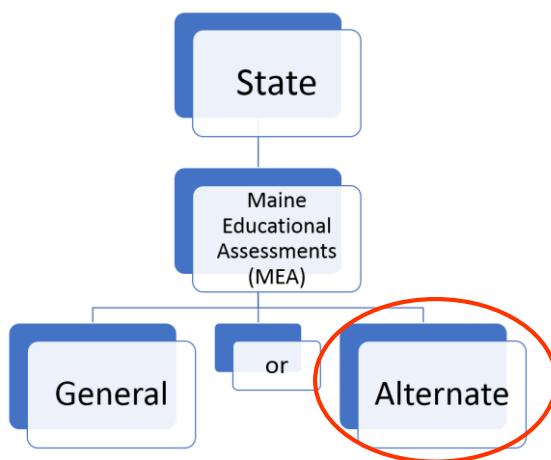 State
Maine
Educational
Assessments
(MEA)
General
or
Alternate